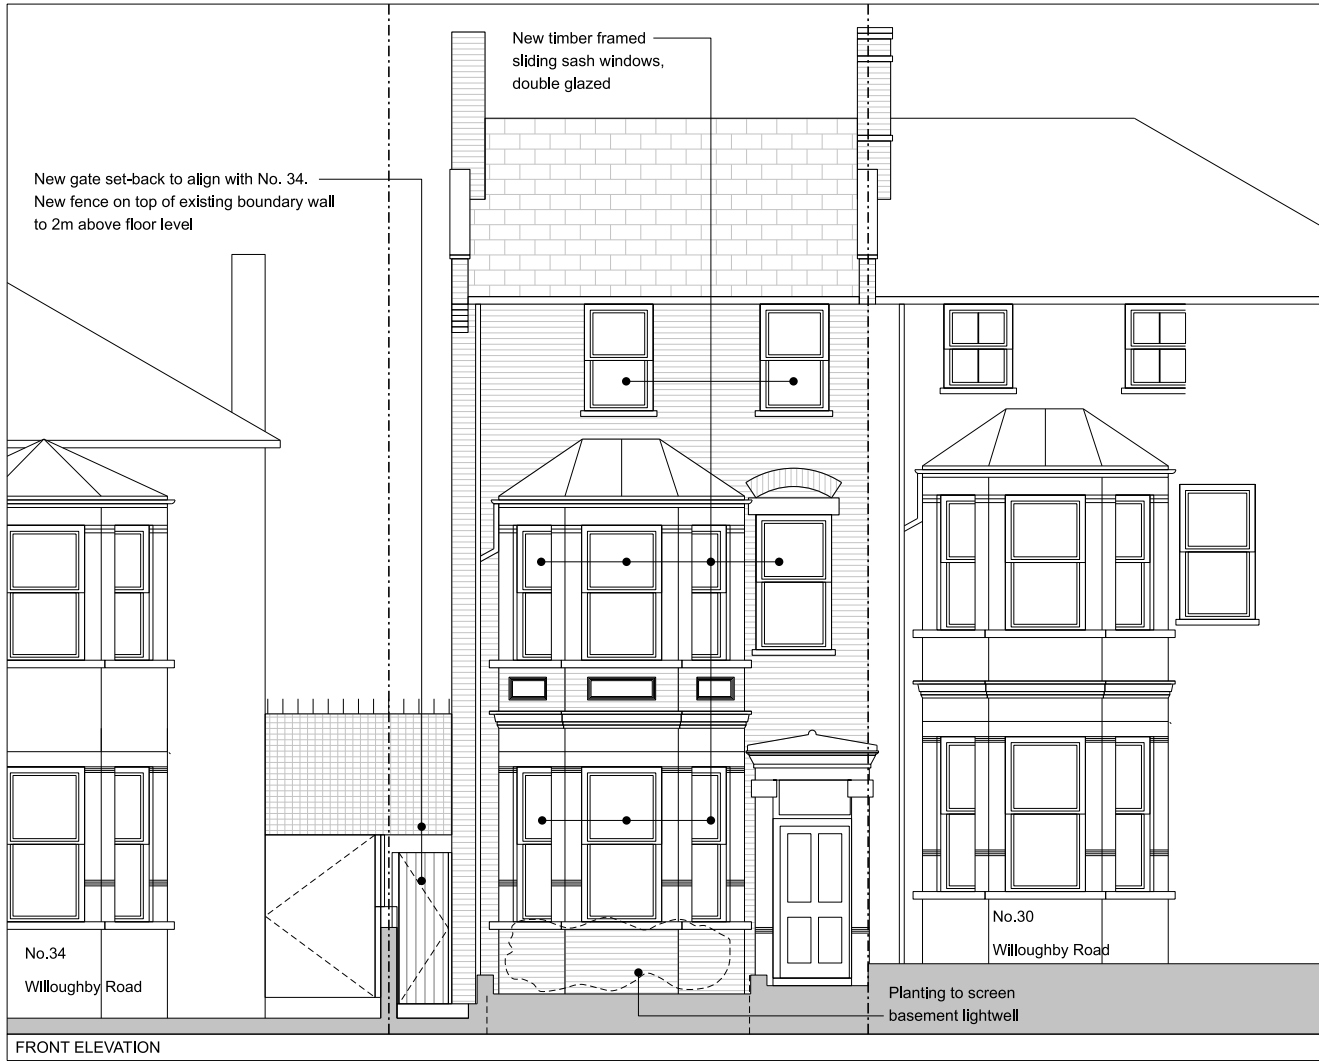 New timber framed
sliding sash windows,
double glazed
New gate set-back to align with No. 34.
New fence on top of existing boundary wall
to 2m above floor level
No.34
WIlloughby Road
No.30
Willoughby Road
Planting to screen
basement lightwell
FRONT ELEVATION